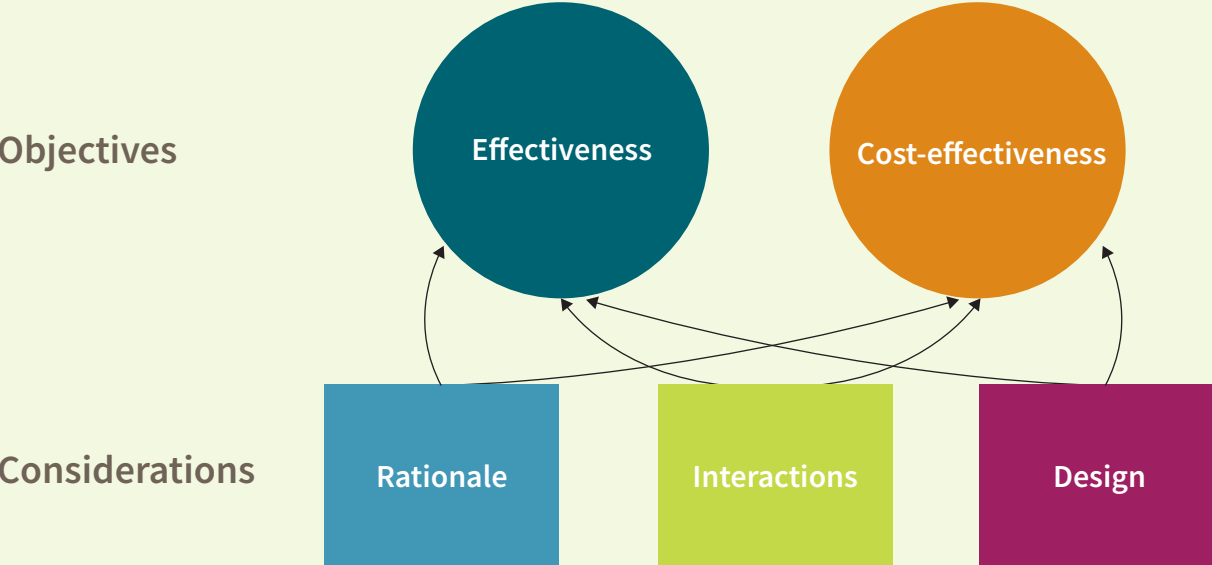 Objectives
Effectiveness
Cost-effectiveness
Considerations
Rationale
Interactions
Design